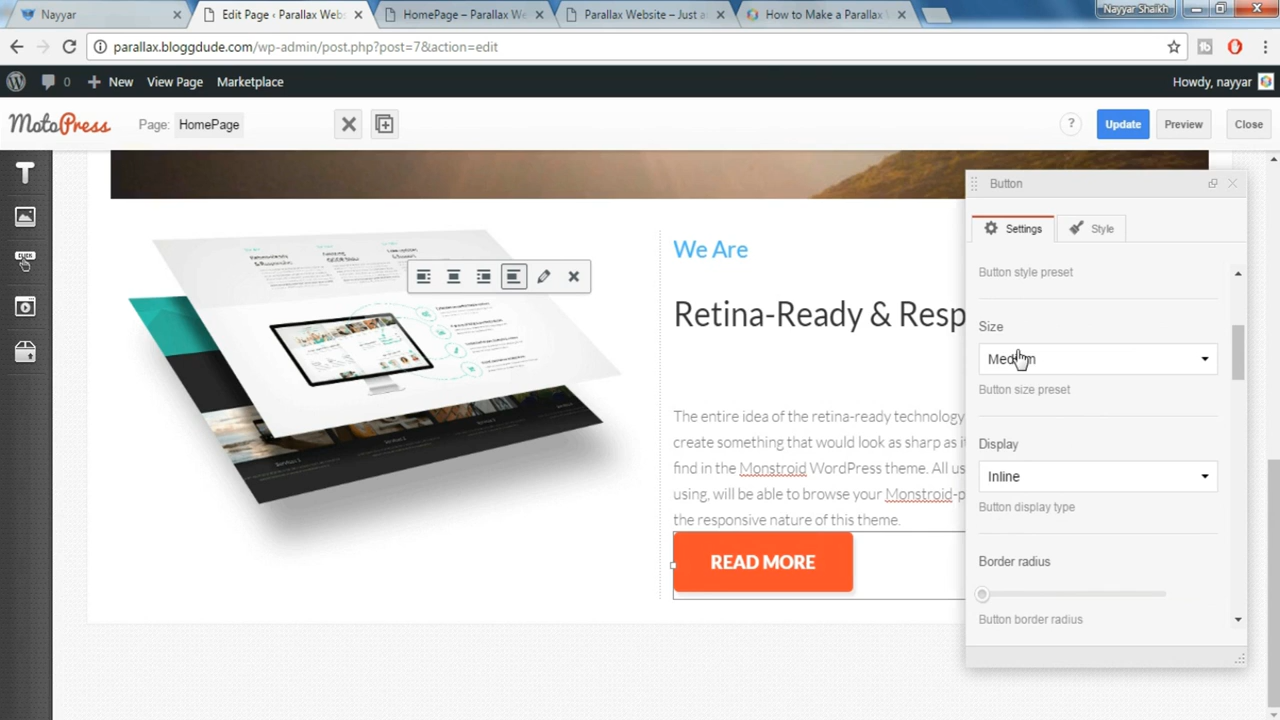 Nayyar
Edit Page ‹ Parallax Webs
HomePage – Parallax We
Parallax Website – Just a
How to Make a Parallax
Nayyar Shaikh
parallax.bloggdude.com/wp-admin/post.php?post=7&action=edit
0
New
View Page
Marketplace
Howdy, nayyar
MotoPress
Page:
HomePage
?
Update
Preview
Close
T
CLICK
Button
Settings
Style
Button style preset
Size
Medium
Button size preset
Display
Inline
Button display type
Border radius
Button border radius
We Are
Retina-Ready & Resp
The entire idea of the retina-ready technology
create something that would look as sharp as i
find in the Monstroid WordPress theme. All us
using, will be able to browse your Monstroid-p
the responsive nature of this theme.
READ MORE